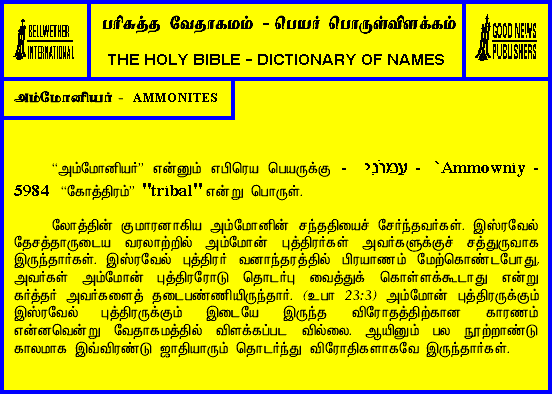 BELLWETHER
INTERNATIONAL
பரிசுத்த வேதாகமம் - பெயர் பொருள்விளக்கம்
THE HOLY BIBLE - DICTIONARY OF NAMES
GOOD NEWS
PUBLISHERS
அம்மோனியர் - AMMONITES
“அம்மோனியர்” என்னும் எபிரெய பெயருக்கு - עמוני - `Ammowniy -
5984 “கோத்திரம்” "tribal" என்று பொருள்.
லோத்தின் குமாரனாகிய அம்மோனின் சந்ததியைச் சேர்ந்தவர்கள். இஸ்ரவேல்
தேசத்தாருடைய வரலாற்றில் அம்மோன் புத்திரர்கள் அவர்களுக்குச் சத்துருவாக
இருந்தார்கள். இஸ்ரவேல் புத்திரர் வனாந்தரத்தில் பிரயாணம் மேற்கொண்டபோது,
அவர்கள் அம்மோன் புத்திரரோடு தொடர்பு வைத்துக் கொள்ளக்கூடாது என்று
கர்த்தர் அவர்களைத் தடைபண்ணியிருந்தார். (உபா 23:3) அம்மோன் புத்திருக்கும்
இஸ்ரவேல் புத்திரருக்கும் இடையே இருந்த விரோதத்திற்கான காரணம்
என்னவென்று வேதாகமத்தில் விளக்கப்பட வில்லை. ஆயினும் பல நூற்றாண்டு
காலமாக இவ்விரண்டு ஜாதியாரும் தொடர்ந்து விரோதிகளாகவே இருந்தார்கள்.